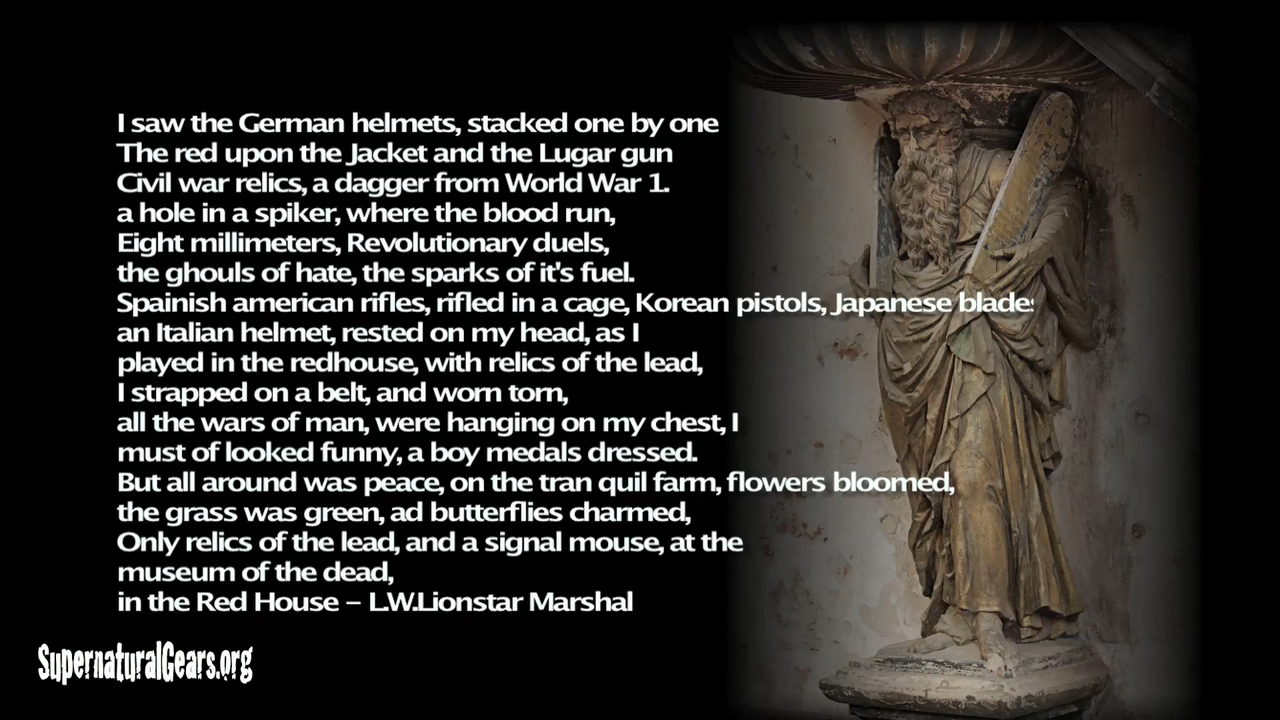 I saw the German helmets, stacked one by one
The red upon the Jacket and the Lugar gun
Civil war relics, a dagger from World War 1.
a hole in a spiker, where the blood run,
Eight millimeters, Revolutionary duels,
the ghouls of hate, the sparks of it's fuel.
Spainish american rifles, rifled in a cage, Korean pistols, Japanese blades
an Italian helmet, rested on my head, as I
played in the redhouse, with relics of the lead,
I strapped on a belt, and worn torn,
all the wars of man, were hanging on my chest, I
must of looked funny, a boy medals dressed.
But all around was peace, on the tran quil farm, flowers bloomed,
the grass was green, ad butterflies charmed,
Only relics of the lead, and a signal mouse, at the
museum of the dead,
in the Red House – L.W.Lionstar Marshal
SupernaturalGears.org